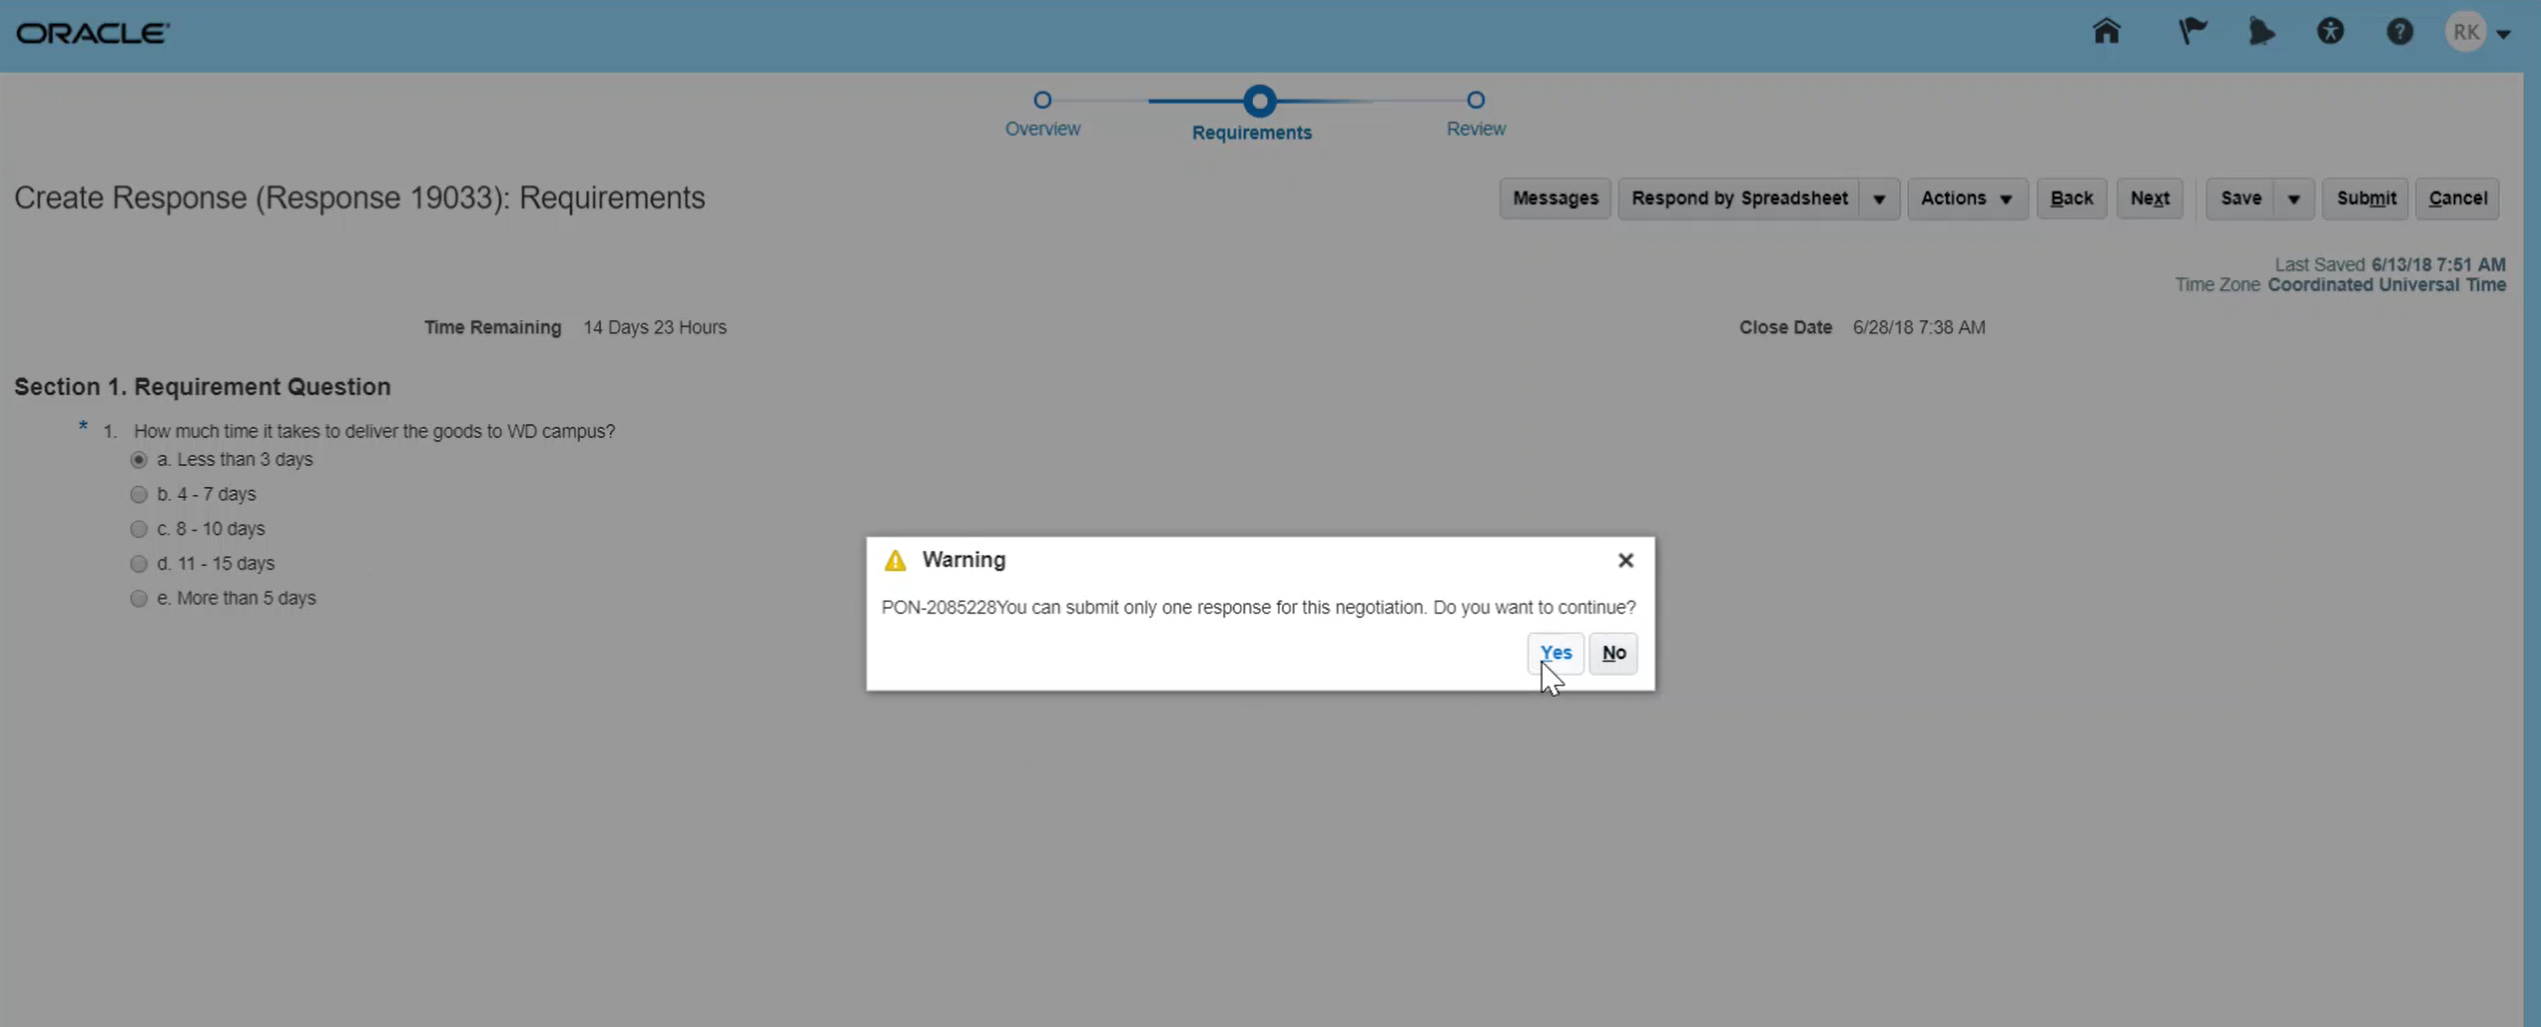 ORACLE
RK
Overview
Requirements
Review
Create Response (Response 19033): Requirements
Messages
Respond by Spreadsheet
Actions
Back
Next
Save
Submit
Cancel
Last Saved 6/13/18 7:51 AM
Time Zone Coordinated Universal Time
Time Remaining 14 Days 23 Hours
Close Date 6/28/18 7:38 AM
Section 1. Requirement Question
* 1. How much time it takes to deliver the goods to WD campus?
a. Less than 3 days
b. 4 - 7 days
c. 8 - 10 days
d. 11 - 15 days
e. More than 5 days
Warning
PON-2085228You can submit only one response for this negotiation. Do you want to continue?
Yes
No